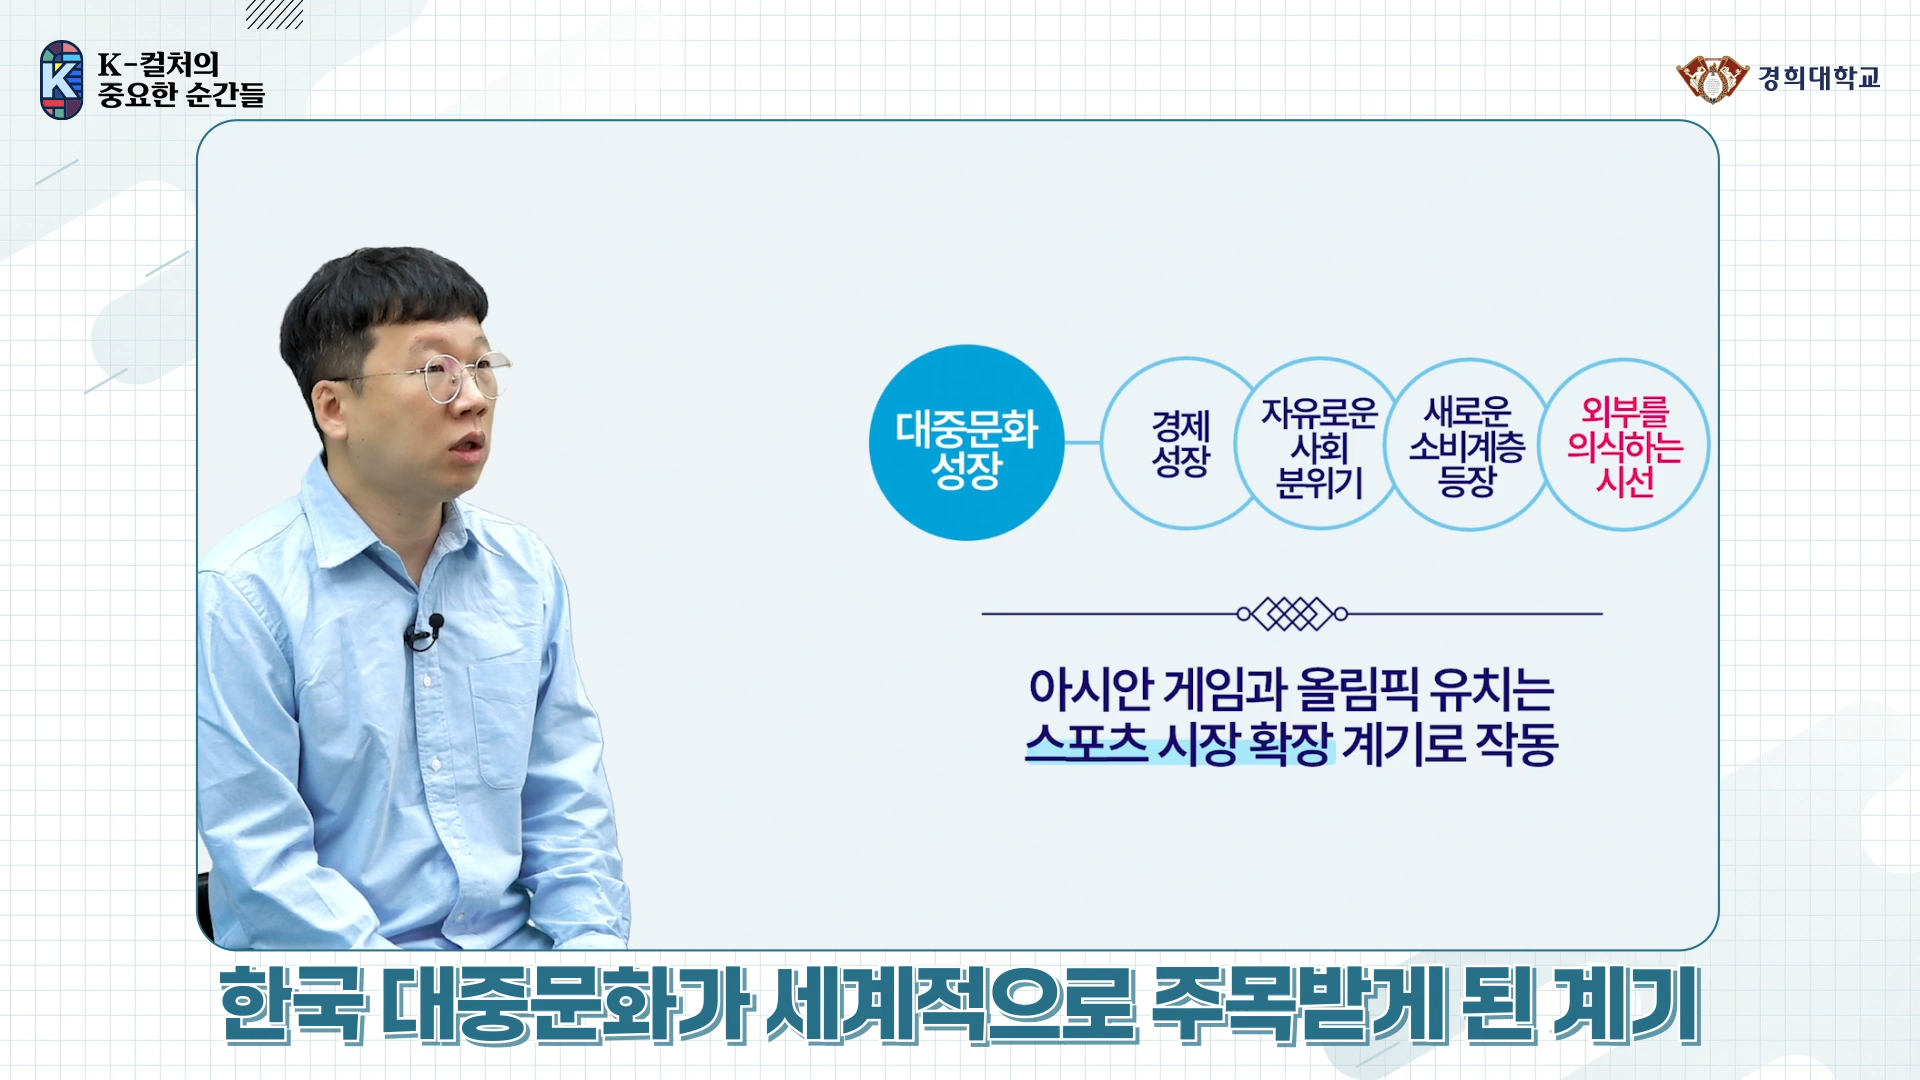 K-컬처의
중요한 순간들
경희대학교
대중문화
성장
경제
성장
자유로운
사회
분위기
새로운
소비계층
등장
외부를
의식하는
시선
아시안 게임과 올림픽 유치는
스포츠 시장 확장 계기로 작동
한국 대중문화가 세계적으로 주목받게 된 계기